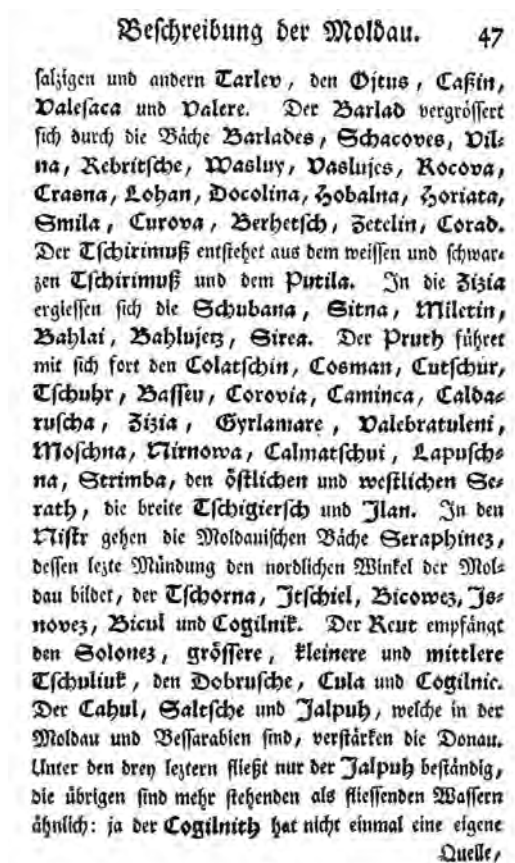 Beſchreibung der Moldau. 47
ſalzigen und andern Tarlev, den Ojtus, Caßin,
Valeſaca und Valere. Der Barlad vergröſſert
ſich durch die Bäche Barlades, Schacoves, Vil⸗
na, Rebritſche, Wasluy, Vaslujcs, Rocova,
Crasna, Lohan, Docolina, Hobalna, Horiata,
Smila, Curova, Berhetſch, Zetelin, Corad.
Der Tſchirimuß entſtehet aus dem weiſſen und ſchwar⸗
zen Tſchirimuß und dem Putila. In die Zizia
ergieſſen ſich die Schubana, Sitna, Miletin,
Bahlai, Bahlujetz, Sirea. Der Pruth führet
mit ſich fort den Colatſchin, Cosman, Cutſchur,
Tſchuhr, Baſſeu, Corovia, Caminca, Calda⸗
ruſcha, Zizia, Gyrlamare, Valebratuleni,
Moſchna, Nirnowa, Calmatſchui, Lapuſch⸗
na, Strimba, den öſtlichen und weſtlichen Se⸗
rath, die breite Tſchigierſch und Jlan. In den
Niſtr gehen die Moldauiſchen Bäche Seraphinez,
deſſen lezte Mündung den nordlichen Winkel der Mol⸗
dau bildet, der Tſchorna, Jtſchiel, Bicowez, Js⸗
novez, Bicul und Cogilnik. Der Reut empfängt
den Solonez, gröſſere, kleinere und mittlere
Tſchuliuk, den Dobruſche, Cula und Cogilnic.
Der Cahul, Saltſche und Jalpuh, welche in der
Moldau und Beſſarabien ſind, verſtärken die Donau.
Unter den drey leztern fließt nur der Jalpuh beſtändig,
die übrigen ſind mehr ſtehenden als flieſſenden Waſſern
ähnlich: ja der Cogilnith hat nicht einmal eine eigene
Quelle,